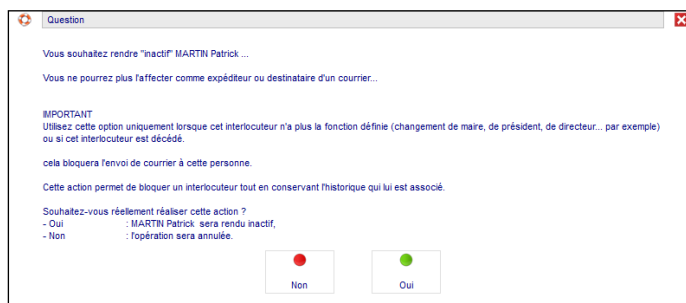 Question
Vous souhaitez rendre "inactif" MARTIN Patrick ...
Vous ne pourrez plus l'affecter comme expéditeur ou destinataire d'un courrier...
IMPORTANT
Utilisez cette option uniquement lorsque cet interlocuteur n'a plus la fonction définie (changement de maire, de président, de directeur... par exemple)
ou si cet interlocuteur est décédé.
cela bloquera l'envoi de courrier à cette personne.
Cette action permet de bloquer un interlocuteur tout en conservant l'historique qui lui est associé.
Souhaitez-vous réellement réaliser cette action ?
- Oui : MARTIN Patrick sera rendu inactif,
- Non : l'opération sera annulée.
Non Oui